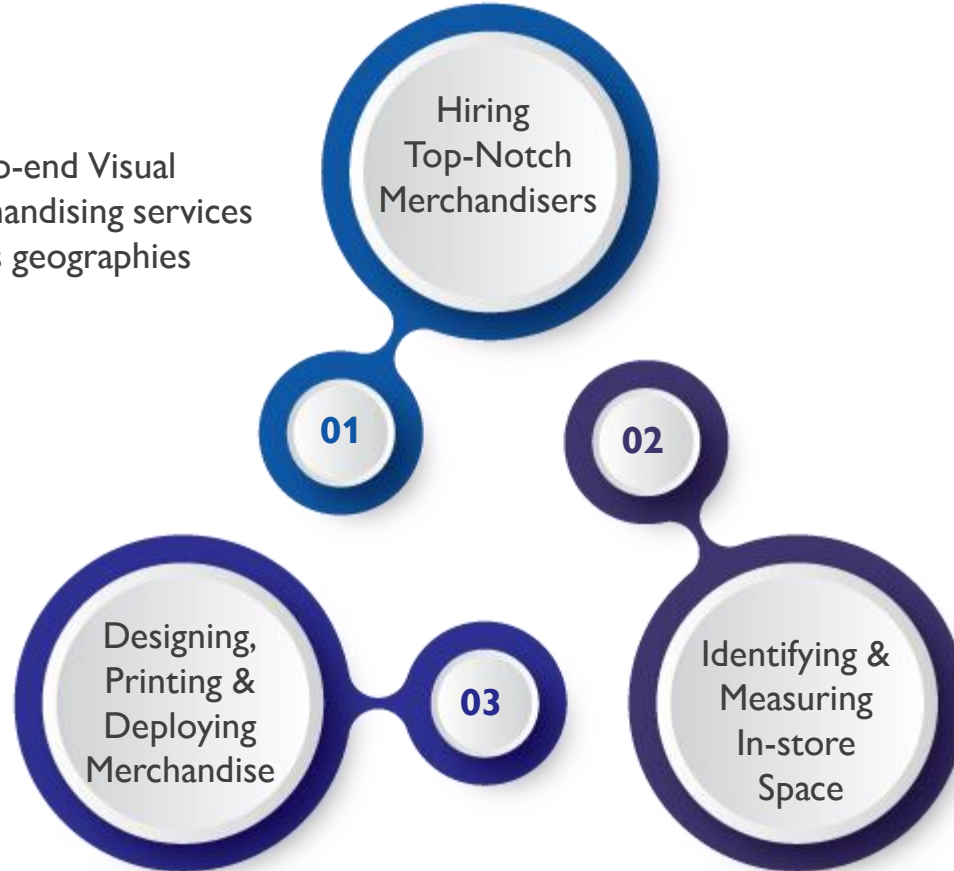 Hiring
Top-Notch
Merchandisers
-end Visual
handising services
geographies
01
02
Identifying &
Measuring
In-store
Space
Designing,
Printing &
Deploying
Merchandise
03